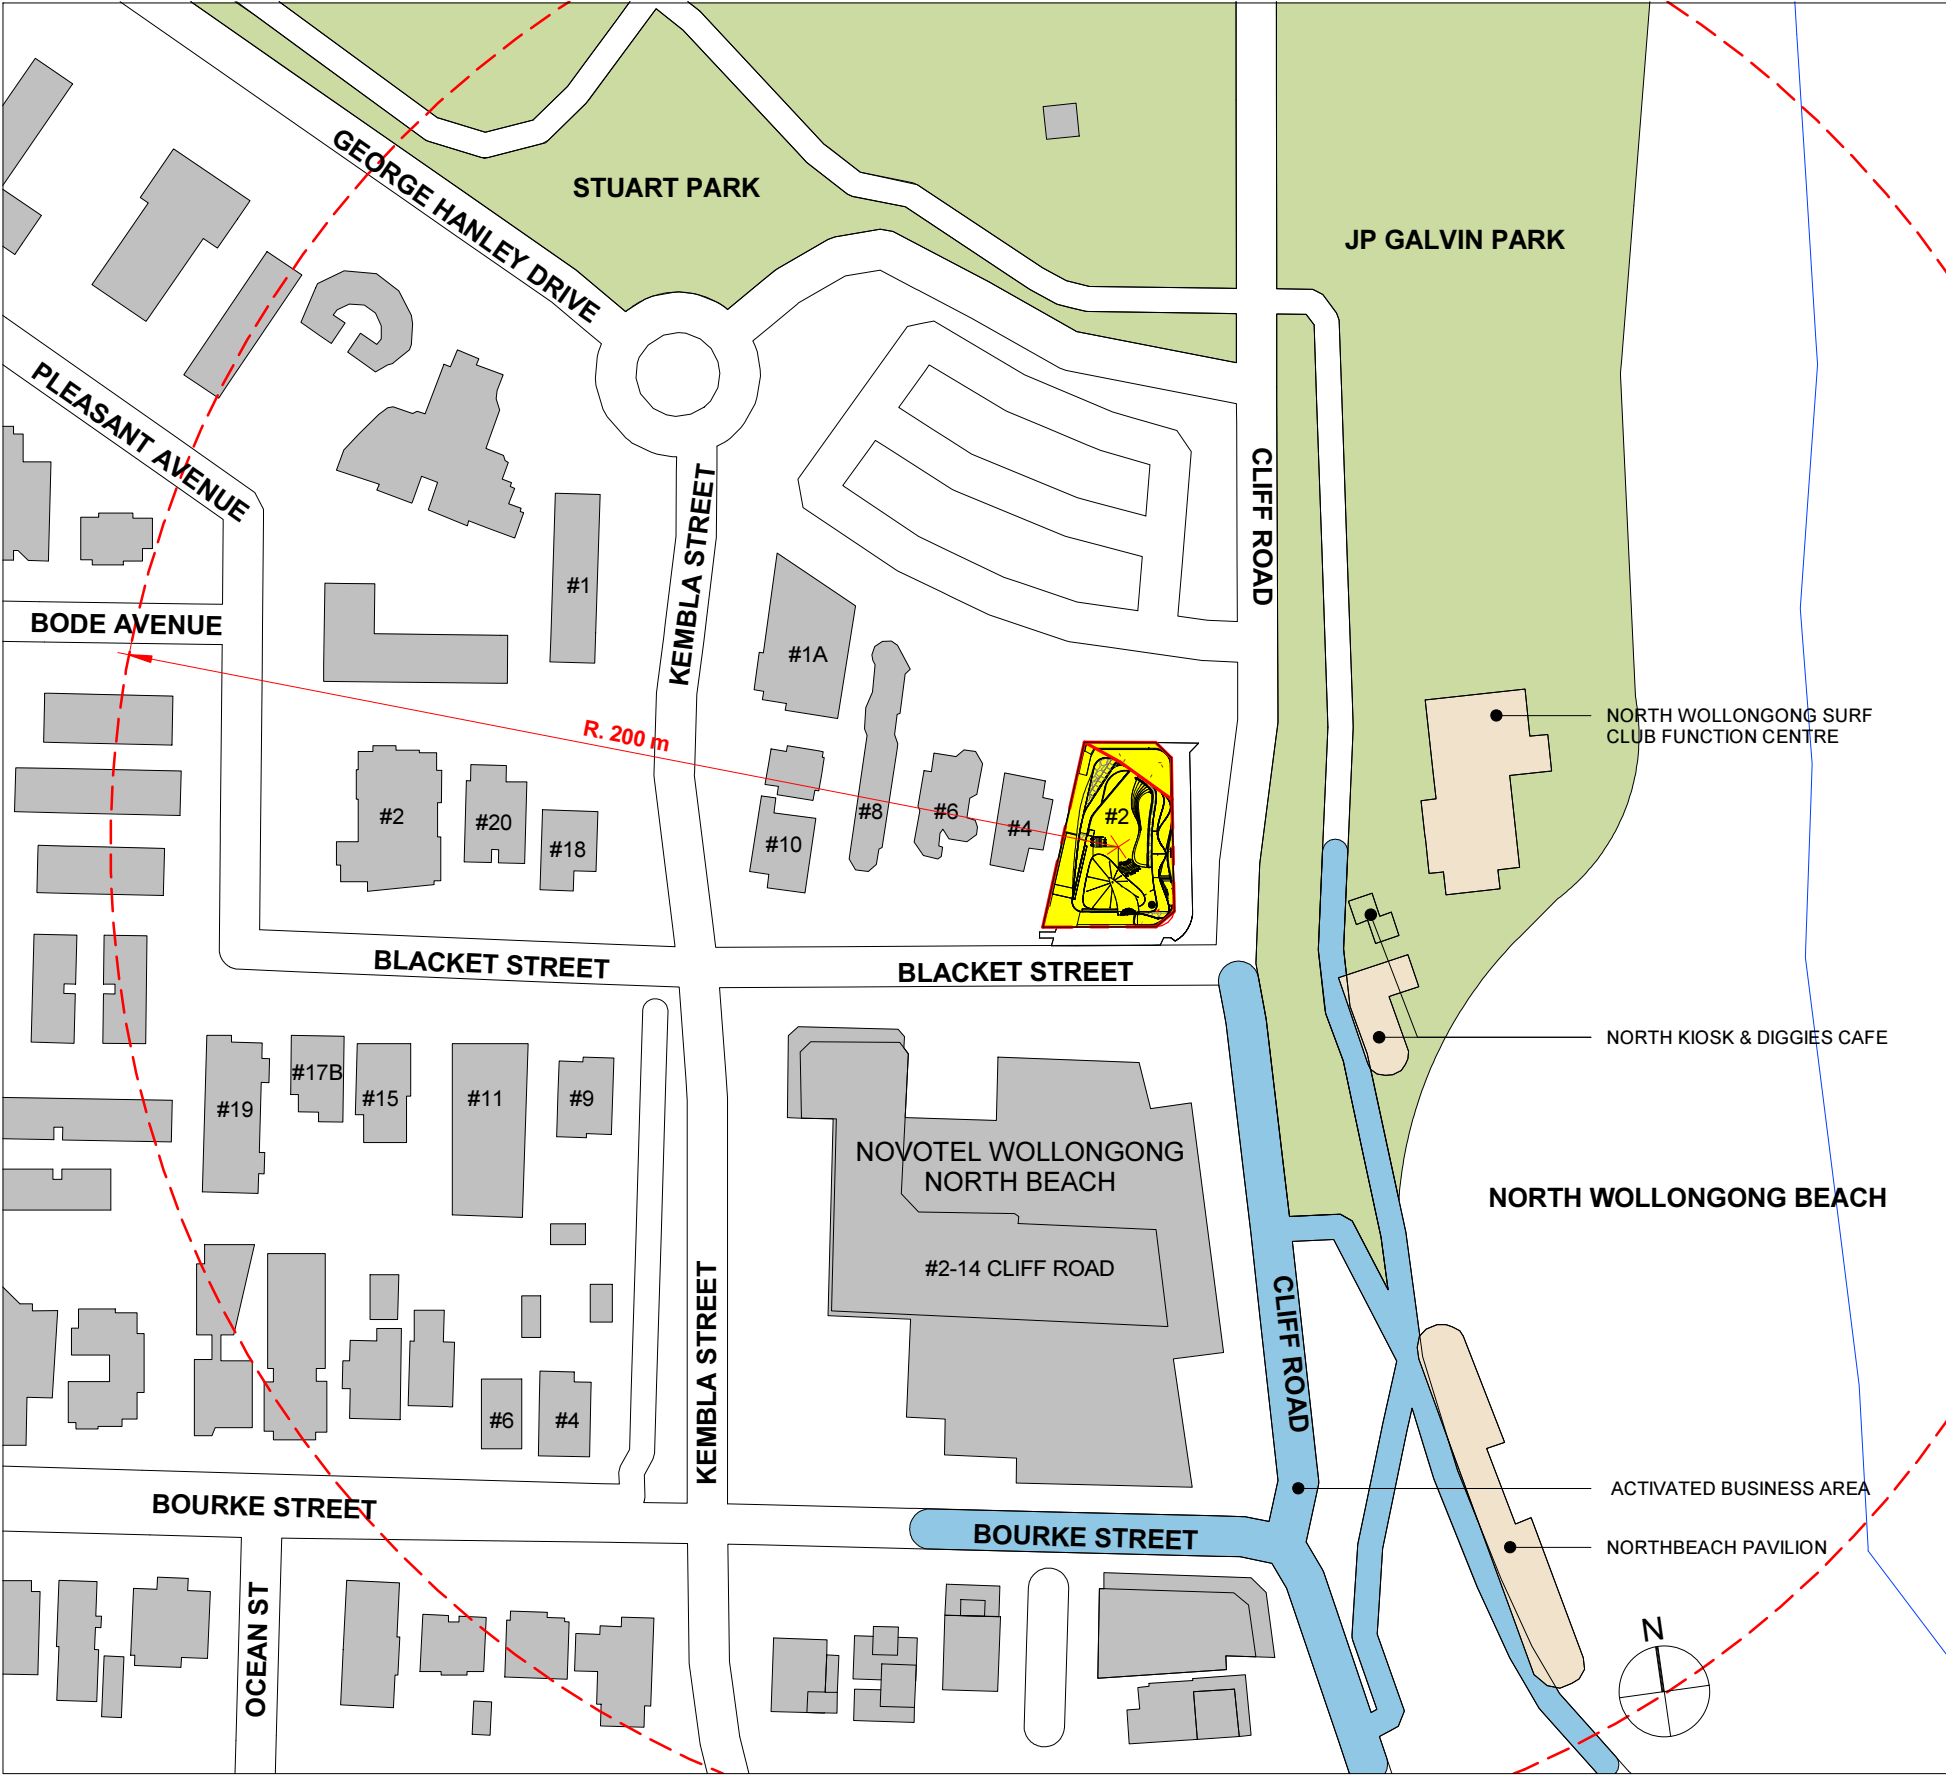 STUART PARK
JP GALVIN PARK
GEORGE HANLEY DRIVE
PLEASANT AVENUE
BODE AVENUE
KEMBLA STREET
CLIFF ROAD
#1
#1A
R. 200 m
NORTH WOLLONGONG SURF
CLUB FUNCTION CENTRE
#2
#20
#18
#10
#8
#6
#4
#2
BLACKET STREET
BLACKET STREET
NORTH KIOSK & DIGGIES CAFE
#19
#17B
#15
#11
#9
NOVOTEL WOLLONGONG
NORTH BEACH
#2-14 CLIFF ROAD
NORTH WOLLONGONG BEACH
KEMBLA STREET
CLIFF ROAD
#6
#4
ACTIVATED BUSINESS AREA
BOURKE STREET
BOURKE STREET
NORTHBEACH PAVILION
OCEAN ST
N